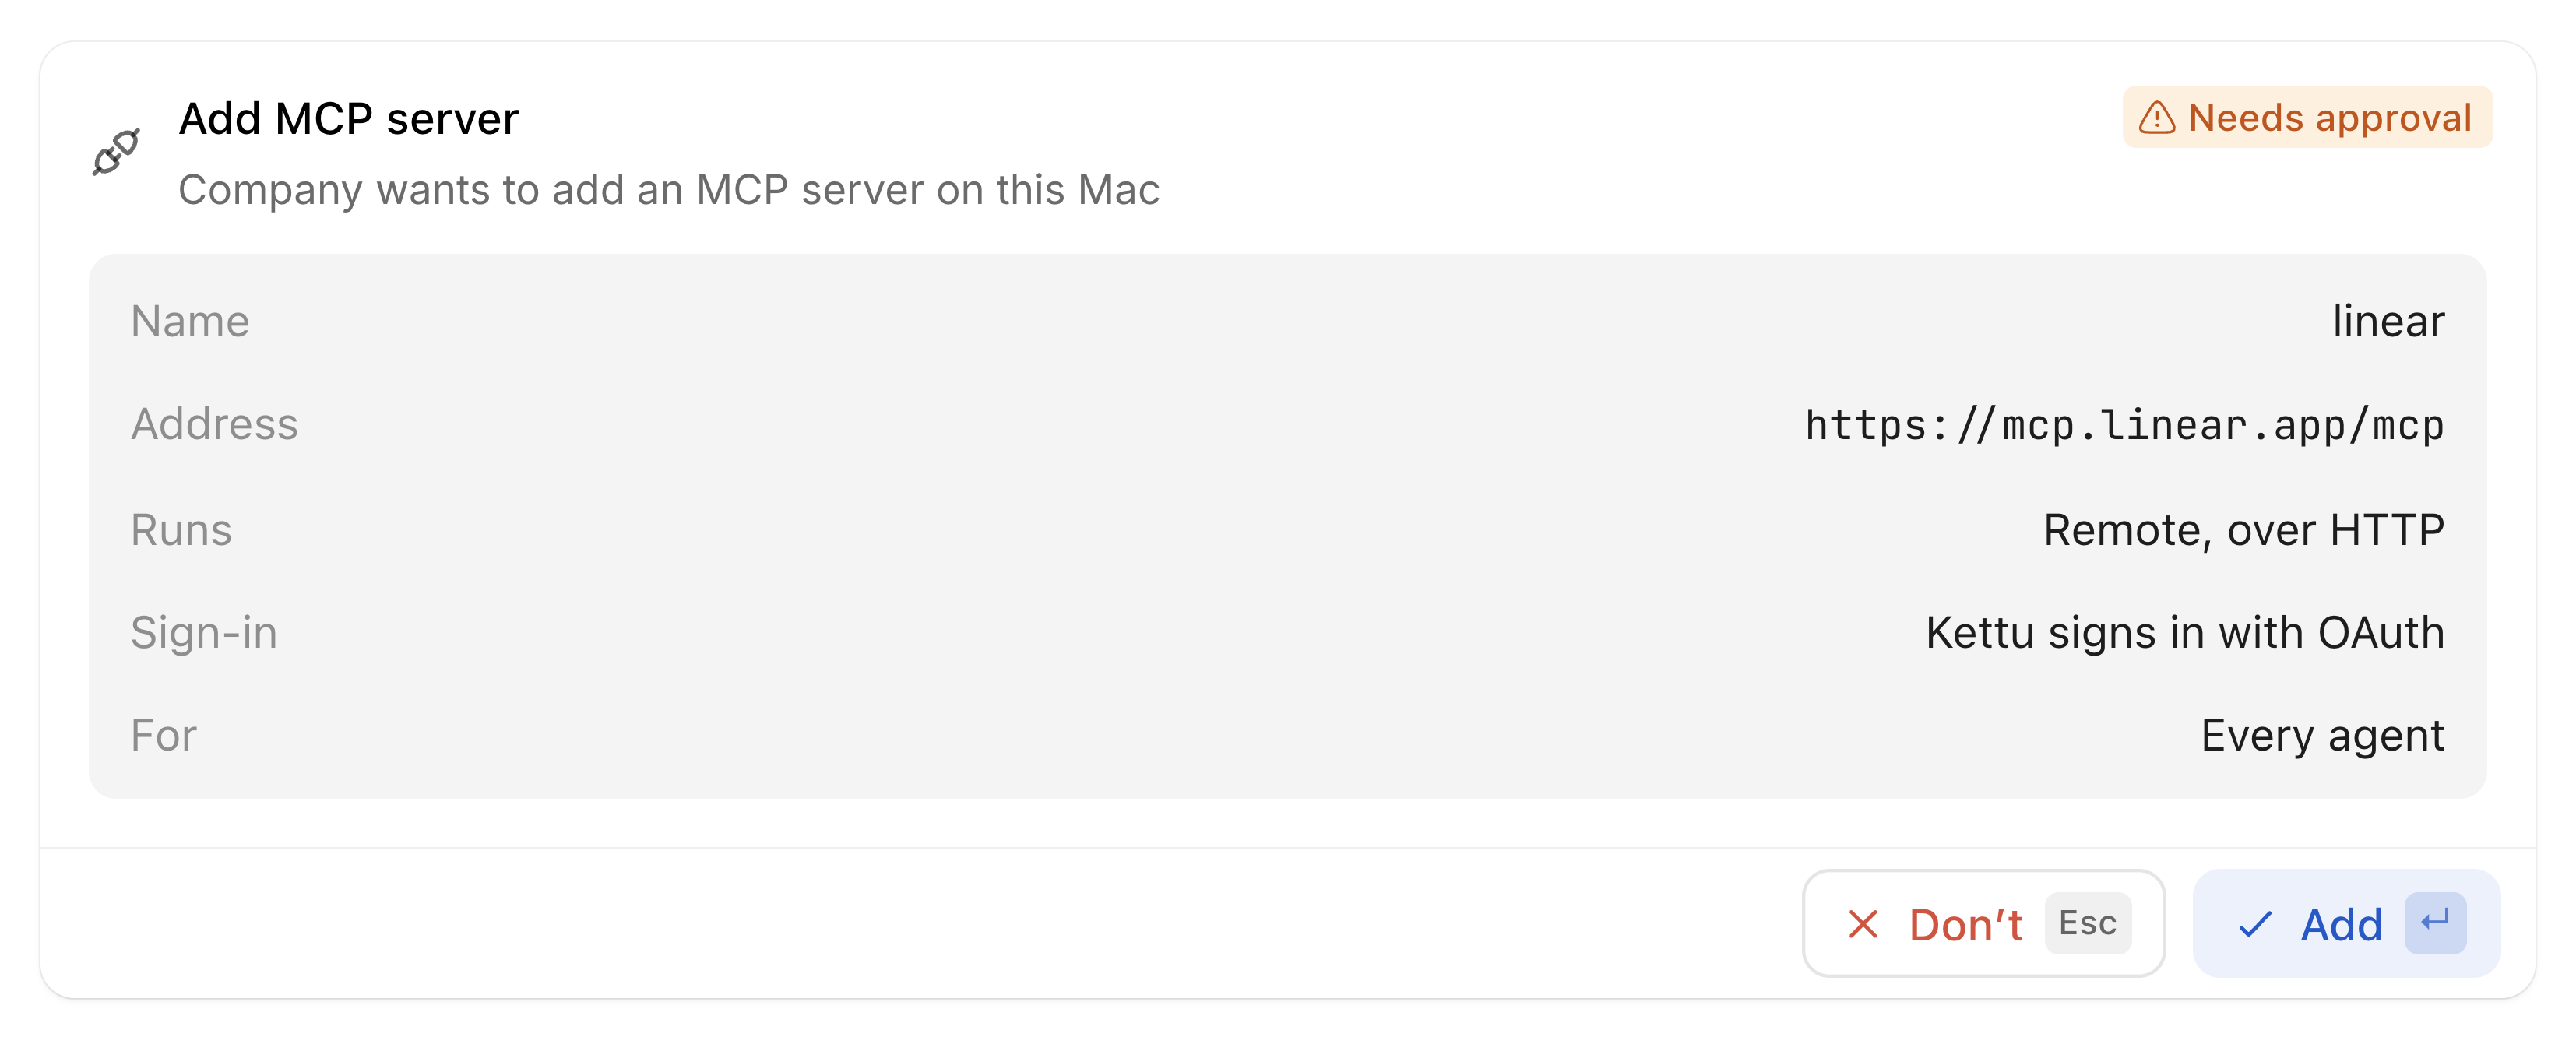 Add MCP server
Needs approval
Company wants to add an MCP server on this Mac
Name linear
Address https://mcp.linear.app/mcp
Runs Remote, over HTTP
Sign-in Kettu signs in with OAuth
For Every agent
Don’t Esc Add ↵